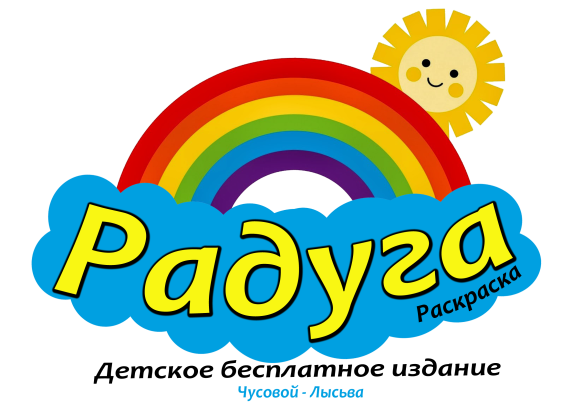 Радуга
Раскраска
Детское бесплатное издание
Чусовой - Лысьва